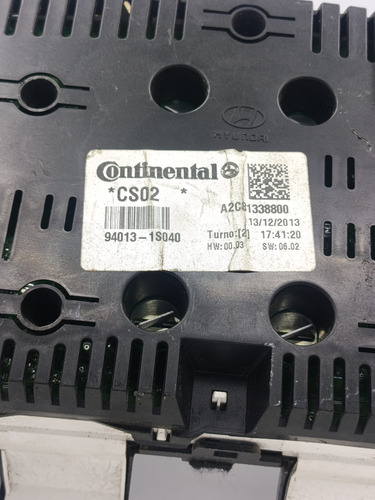 HYUNDAI
Continental
*CS02 *
A2C81338800
13/12/2013
94013-1S040
Turno:[2] 17:41:20
HW: 00.03 SW: 06.02